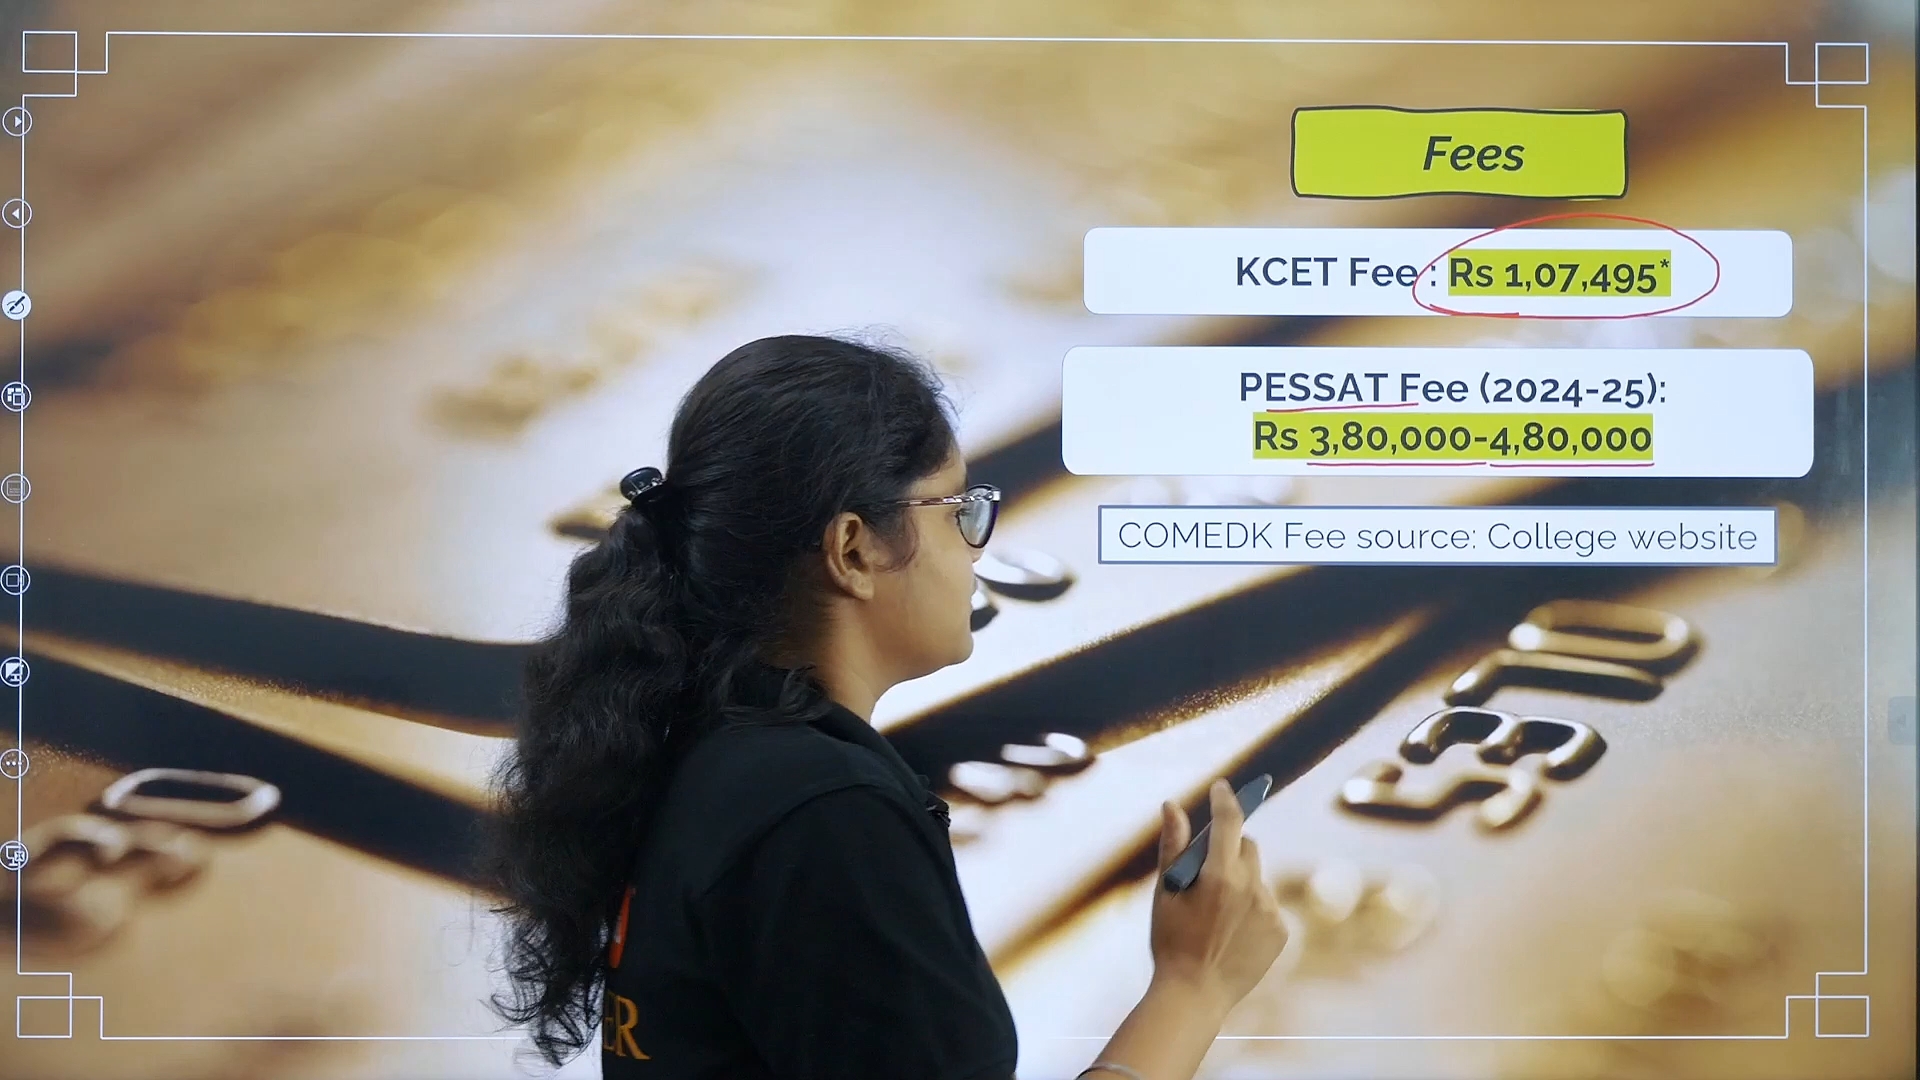 Fees
KCET Fee : Rs 1,07,495*
PESSAT Fee (2024-25):
Rs 3,80,000-4,80,000
COMEDK Fee source: College website
ER